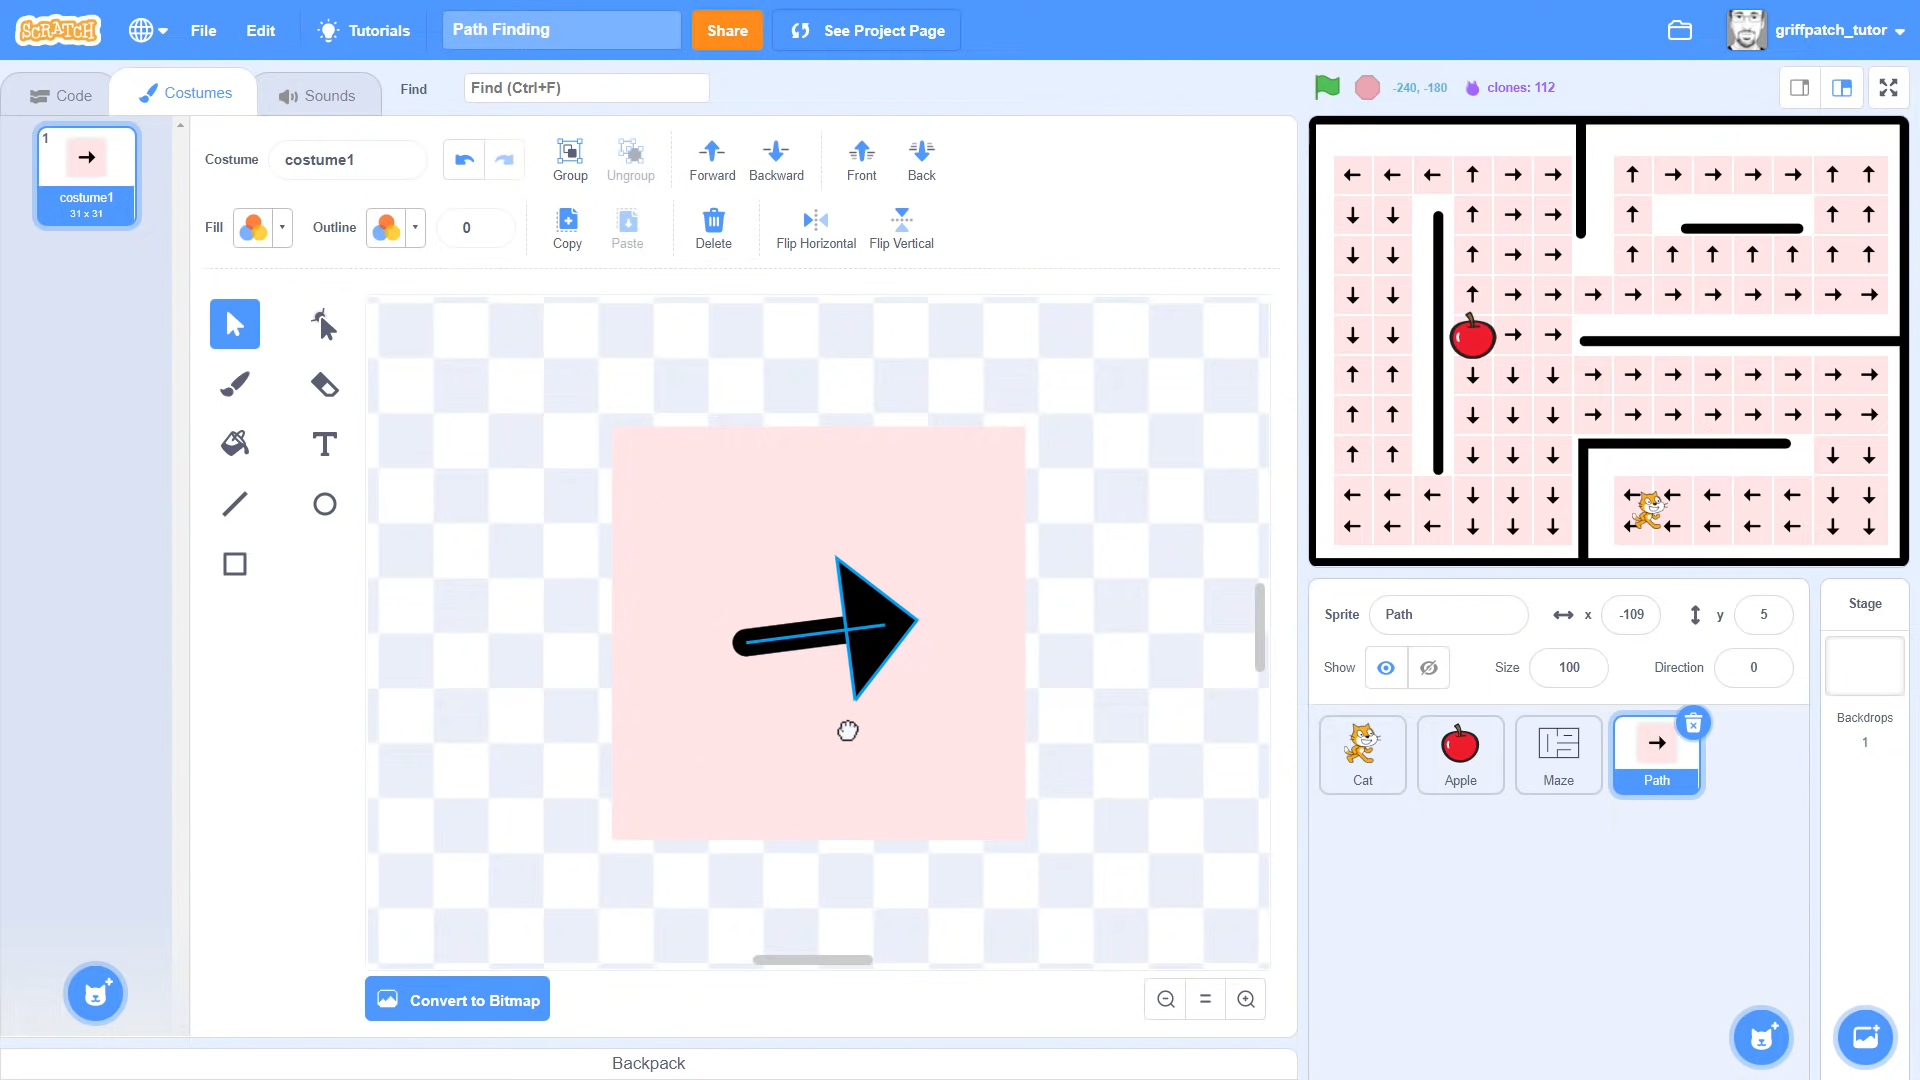 SCRATCH
File
Edit
Tutorials
Path Finding
Share
See Project Page
griffpatch_tutor
Code
Costumes
Sounds
Find
Find (Ctrl+F)
-240, -180
clones: 112
1
costume1
31 x 31
Costume
costume1
Group
Ungroup
Forward
Backward
Front
Back
Fill
Outline
0
Copy
Paste
Delete
Flip Horizontal
Flip Vertical
T
Convert to Bitmap
Backpack
Sprite
Path
x
-109
y
5
Show
Size
100
Direction
0
Cat
Apple
Maze
Path
Stage
Backdrops
1